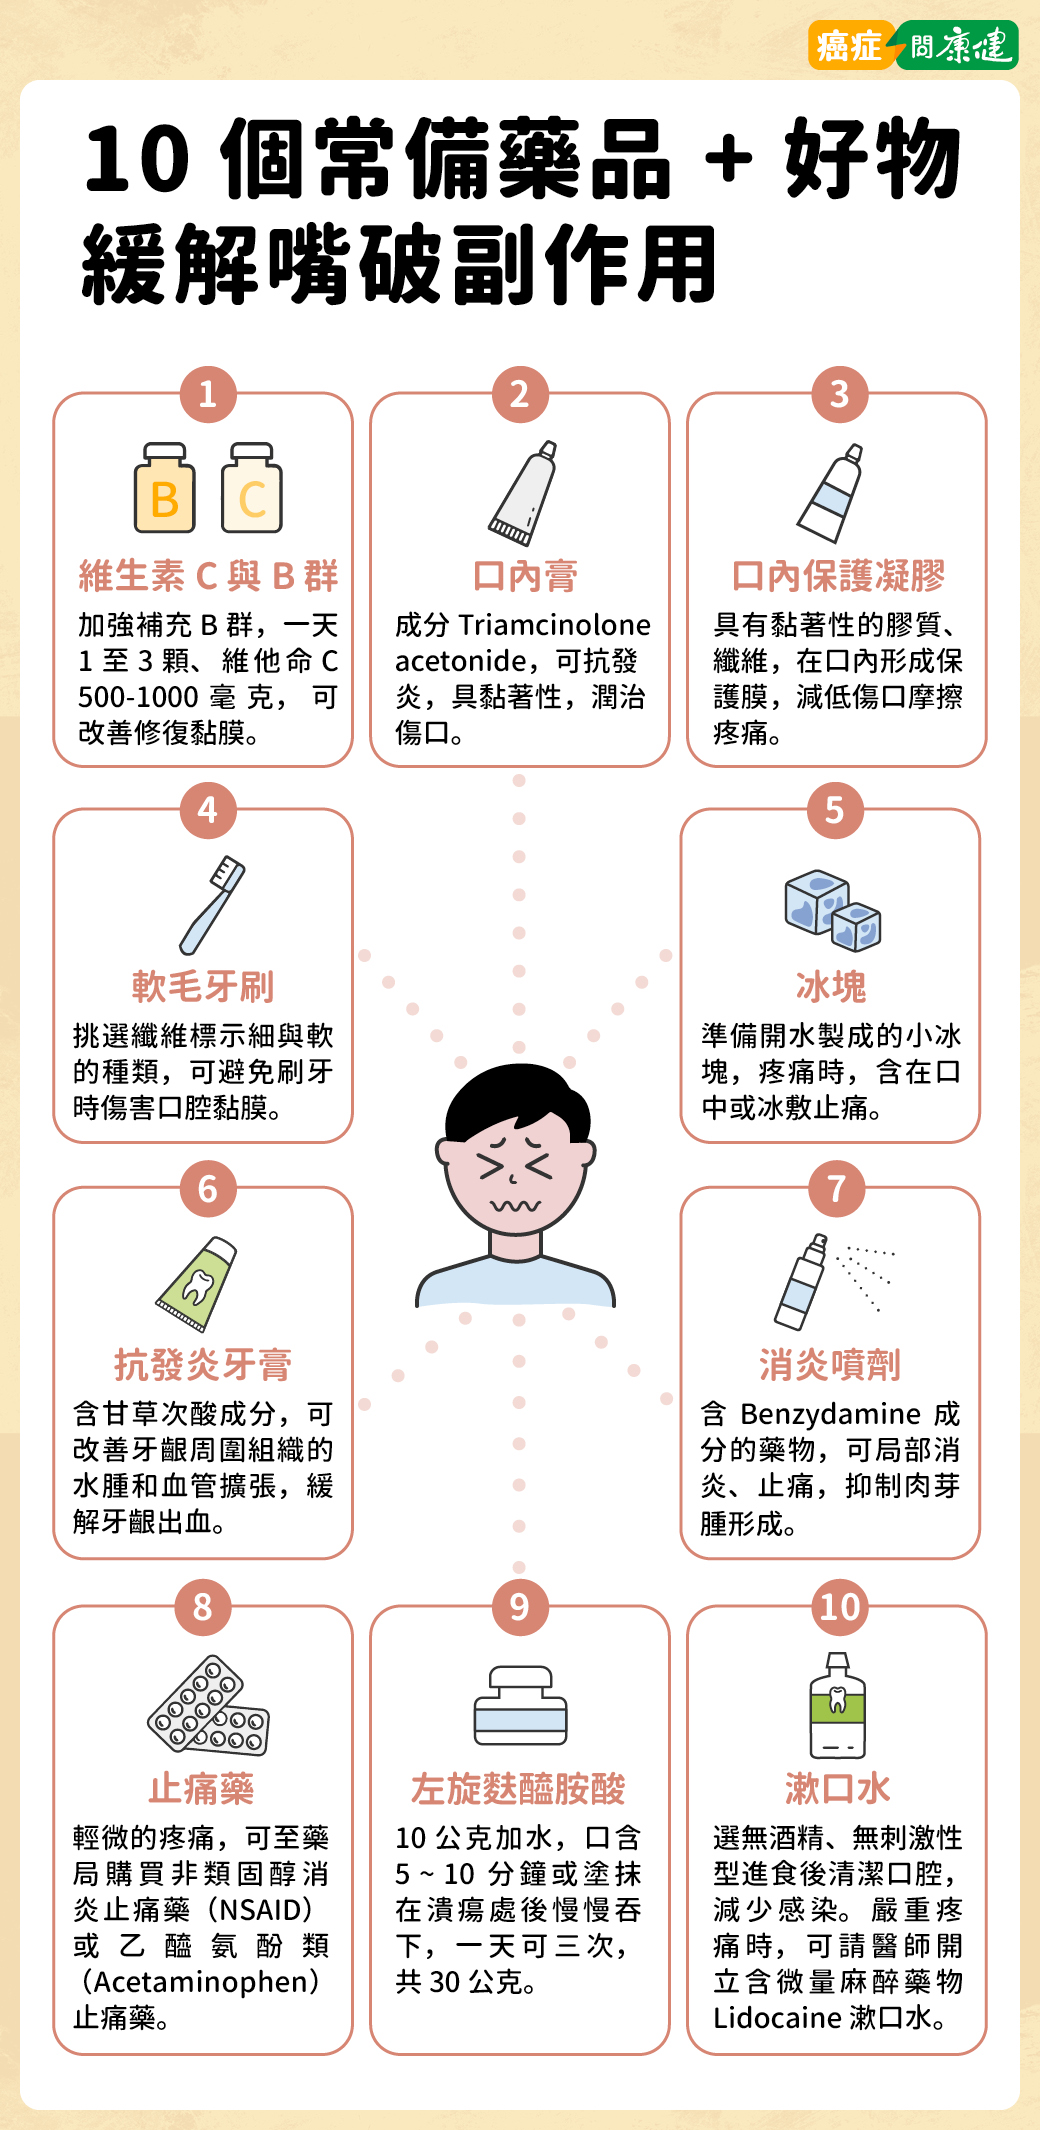 癌症問康健
10 個常備藥品 + 好物
緩解嘴破副作用
1
B
C
維生素 C 與 B 群
加強補充 B 群，一天
1 至 3 顆、維他命 C
500-1000 毫克，可
改善修復黏膜。
2
口內膏
成分 Triamcinolone
acetonide，可抗發
炎，具黏著性，潤治
傷口。
3
口內保護凝膠
具有黏著性的膠質、
纖維，在口內形成保
護膜，減低傷口摩擦
疼痛。
4
軟毛牙刷
挑選纖維標示細與軟
的種類，可避免刷牙
時傷害口腔黏膜。
5
冰塊
準備開水製成的小冰
塊，疼痛時，含在口
中或冰敷止痛。
6
抗發炎牙膏
含甘草次酸成分，可
改善牙齦周圍組織的
水腫和血管擴張，緩
解牙齦出血。
7
消炎噴劑
含 Benzydamine 成
分的藥物，可局部消
炎、止痛，抑制肉芽
腫形成。
8
止痛藥
輕微的疼痛，可至藥
局購買非類固醇消
炎止痛藥（NSAID）
或乙醯氨酚類
（Acetaminophen）
止痛藥。
9
左旋麩醯胺酸
10 公克加水，口含
5 ~ 10 分鐘或塗抹
在潰瘍處後慢慢吞
下，一天可三次，
共 30 公克。
10
漱口水
選無酒精、無刺激性
型進食後清潔口腔，
減少感染。嚴重疼
痛時，可請醫師開
立含微量麻醉藥物
Lidocaine 漱口水。